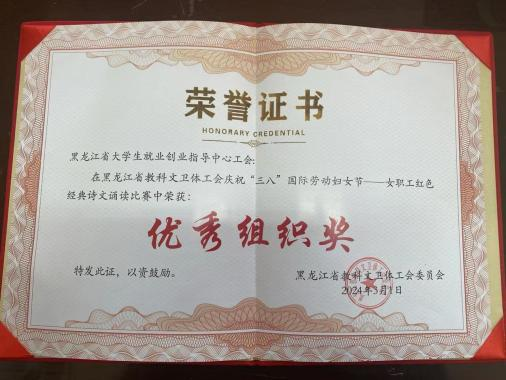 荣誉证书
HONORARY CREDENTIAL
黑龙江省大学生就业创业指导中心工会:
在黑龙江省教科文卫体工会庆祝“三八”国际劳动妇女节——女职工红色
经典诗文诵读比赛中荣获:
优秀组织奖
特发此证，以资鼓励。
黑龙江省教科文卫体工会委员会
2024年3月1日